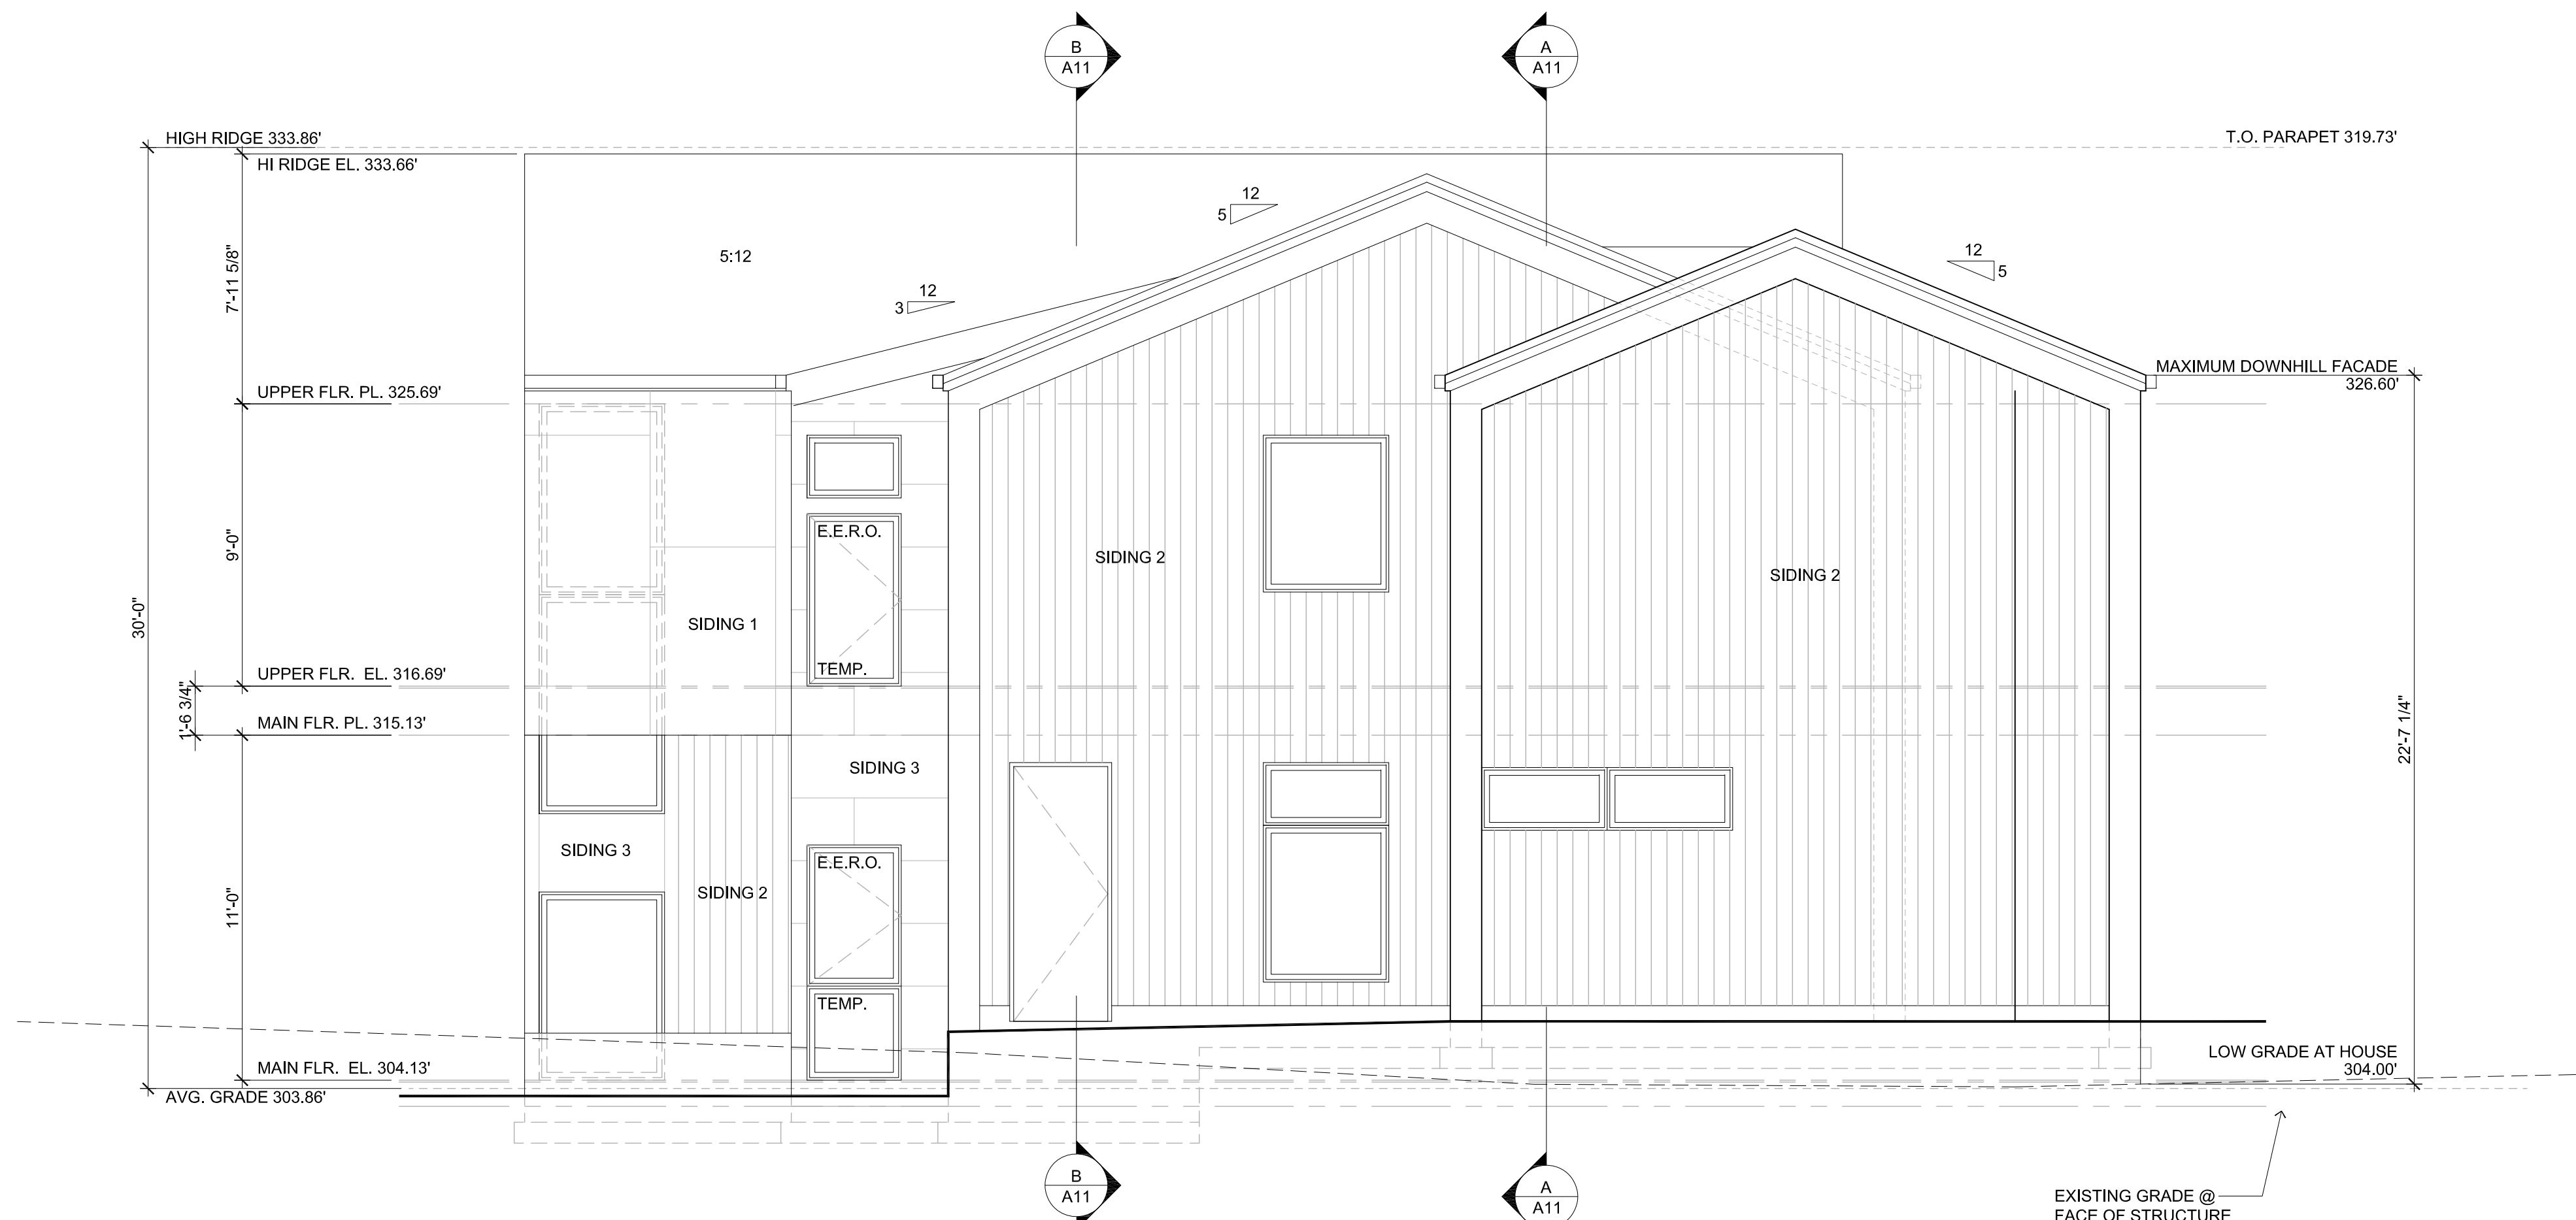 B
A11
A
A11
HIGH RIDGE 333.86'
T.O. PARAPET 319.73'
HI RIDGE EL. 333.66'
12
5
12
5
5:12
12
3
7'-11 5/8"
MAXIMUM DOWNHILL FACADE
326.60'
UPPER FLR. PL. 325.69'
E.E.R.O.
9'-0"
SIDING 2
SIDING 2
30'-0"
SIDING 1
TEMP.
UPPER FLR. EL. 316.69'
1'-6 3/4"
MAIN FLR. PL. 315.13'
22'-7 1/4"
SIDING 3
SIDING 3
E.E.R.O.
SIDING 2
11'-0"
TEMP.
LOW GRADE AT HOUSE
304.00'
MAIN FLR. EL. 304.13'
AVG. GRADE 303.86'
B
A11
A
A11
EXISTING GRADE @
FACE OF STRUCTURE